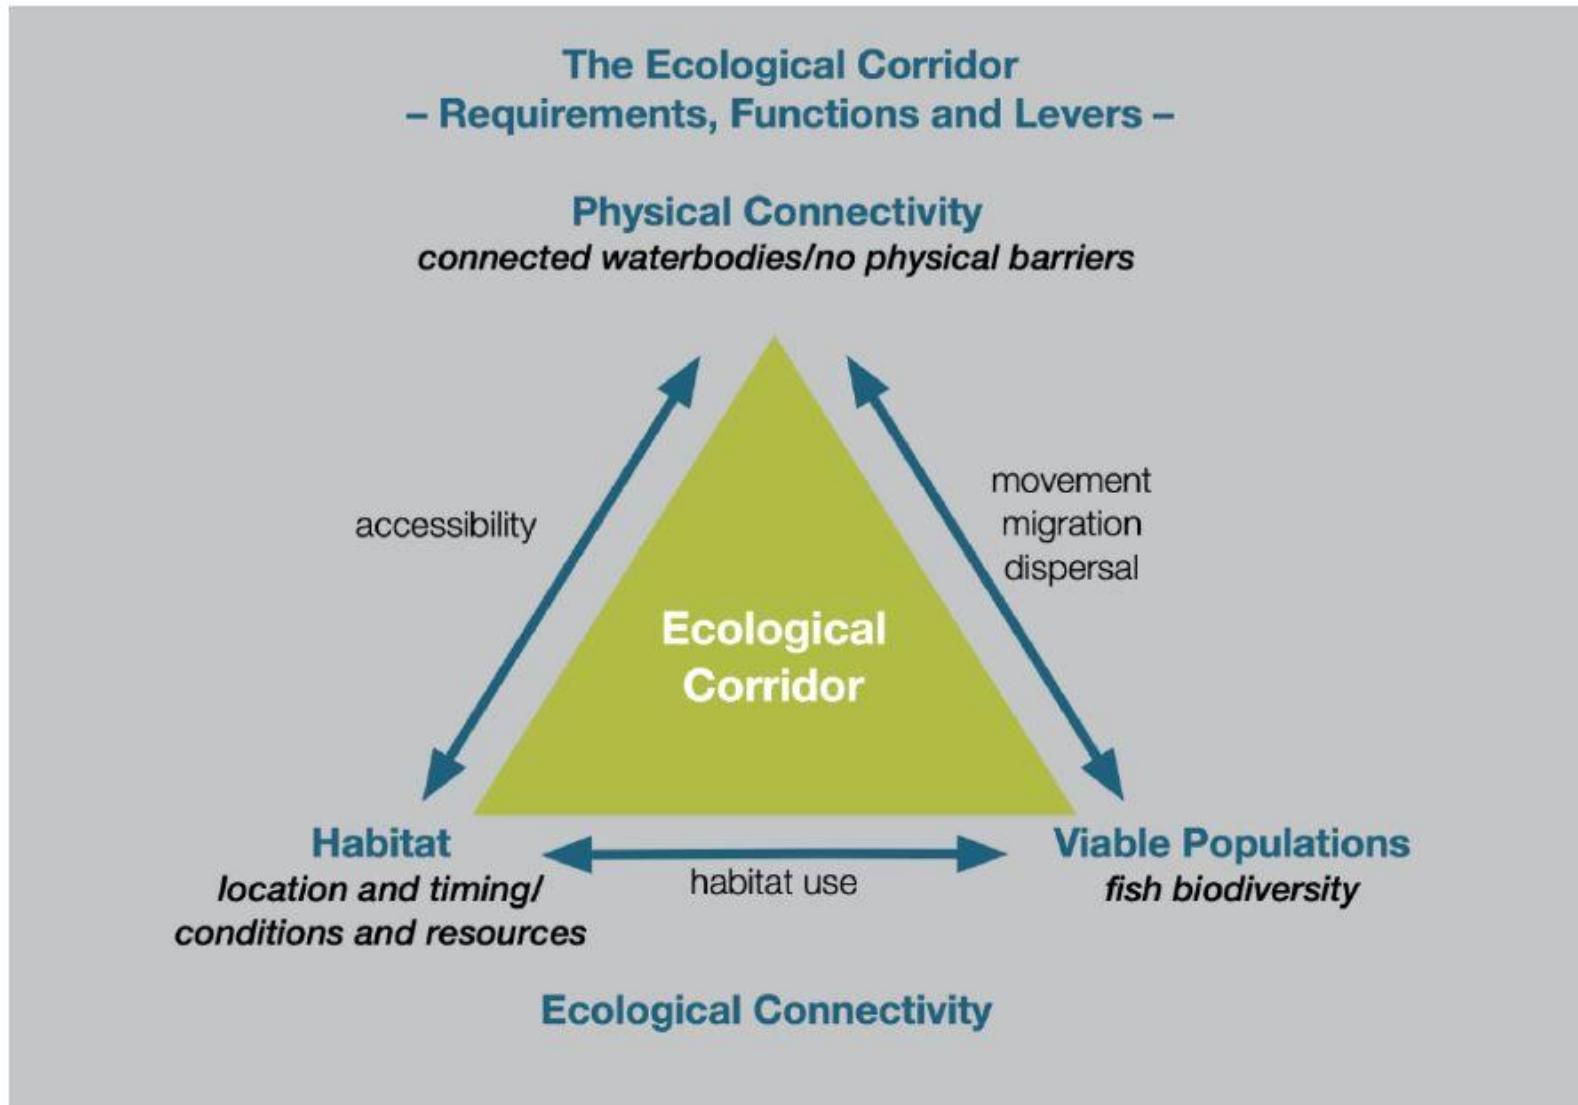 The Ecological Corridor
– Requirements, Functions and Levers –
Physical Connectivity
connected waterbodies/no physical barriers
accessibility
movement
migration
dispersal
Ecological
Corridor
Habitat
location and timing/
conditions and resources
habitat use
Viable Populations
fish biodiversity
Ecological Connectivity